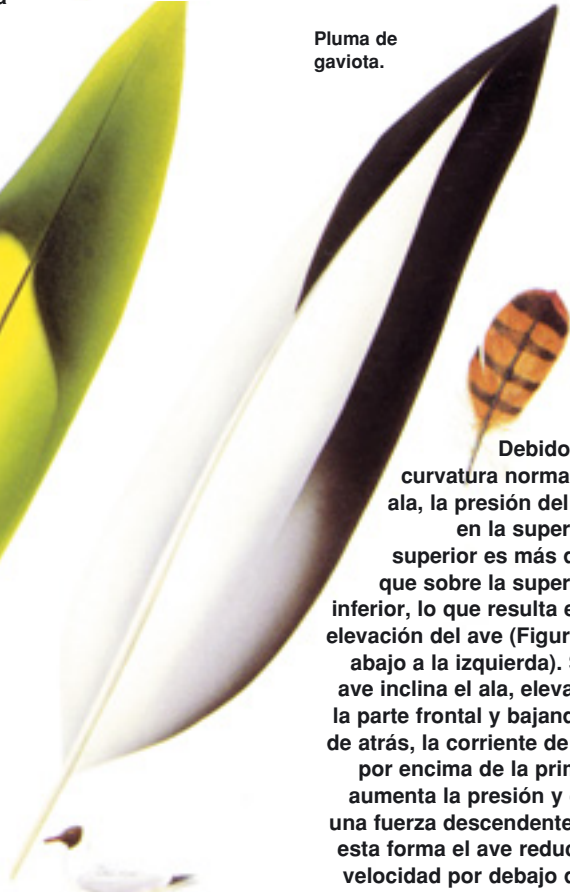 Pluma de
gaviota.
Debido
curvatura norma
ala, la presión del
en la super
superior es más d
que sobre la super
inferior, lo que resulta e
elevación del ave (Figur
abajo a la izquierda).
ave inclina el ala, eleva
la parte frontal y bajand
de atrás, la corriente de
por encima de la prim
aumenta la presión y
una fuerza descendente
esta forma el ave reduc
velocidad por debajo d